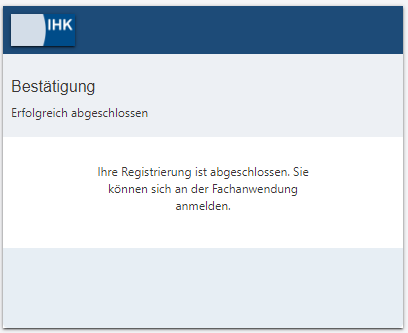 IHK
Bestätigung
Erfolgreich abgeschlossen
Ihre Registrierung ist abgeschlossen. Sie
können sich an der Fachanwendung
anmelden.